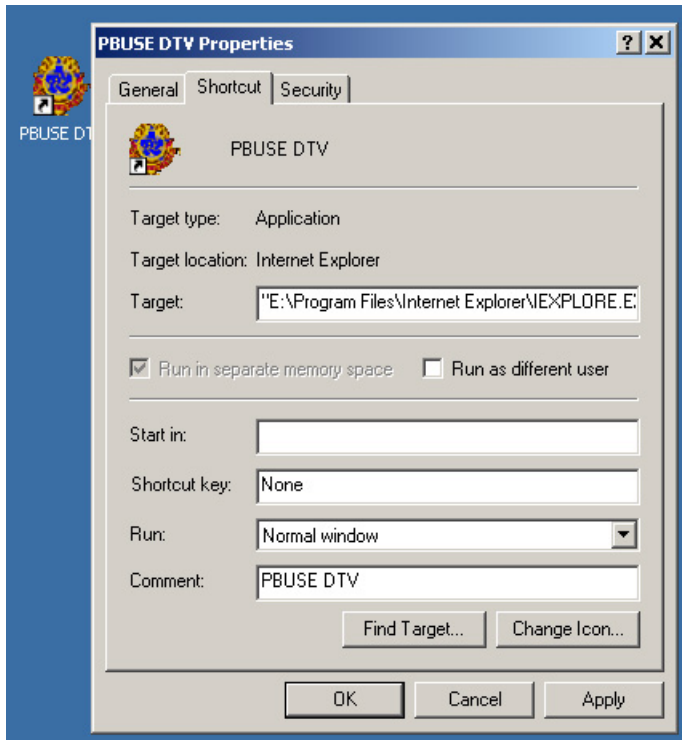 PBUSE DTV Properties
General Shortcut Security
PBUSE DT
PBUSE DTV
Target type: Application
Target location: Internet Explorer
Target: "E:\Program Files\Internet Explorer\IEXPLORE.E
Run in separate memory space Run as different user
Start in:
Shortcut key: None
Run: Normal window
Comment: PBUSE DTV
Find Target... Change Icon...
OK Cancel Apply